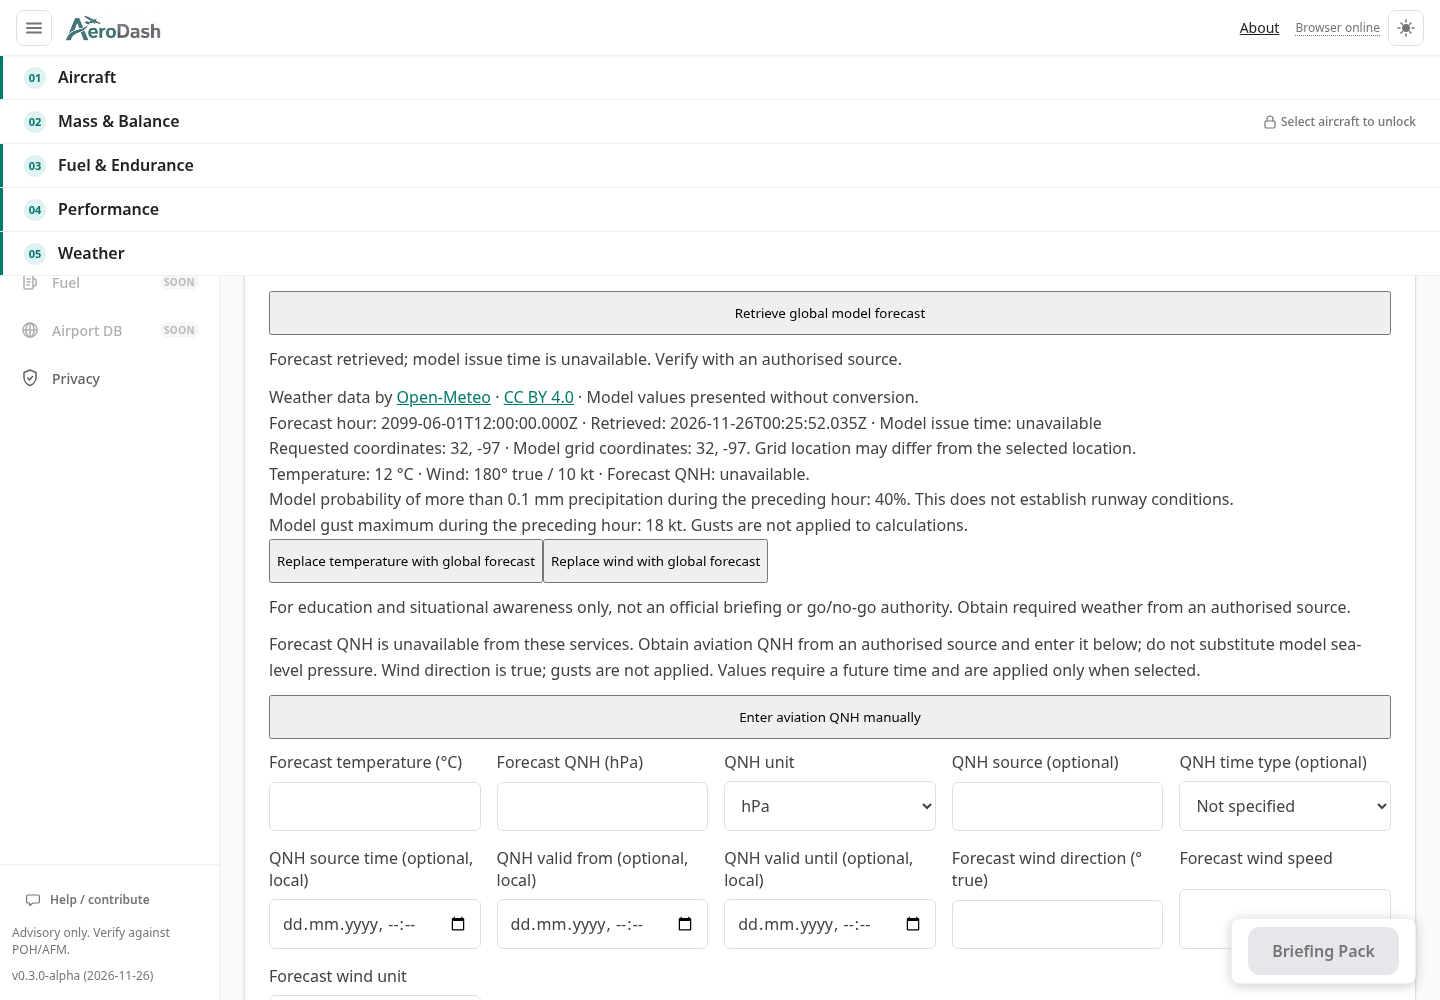 AeroDash
About
Browser online
01 Aircraft
02 Mass & Balance
Select aircraft to unlock
03 Fuel & Endurance
04 Performance
05 Weather
Fuel SOON
Airport DB SOON
Privacy
Retrieve global model forecast
Forecast retrieved; model issue time is unavailable. Verify with an authorised source.
Weather data by Open-Meteo · CC BY 4.0 · Model values presented without conversion.
Forecast hour: 2099-06-01T12:00:00.000Z · Retrieved: 2026-11-26T00:25:52.035Z · Model issue time: unavailable
Requested coordinates: 32, -97 · Model grid coordinates: 32, -97. Grid location may differ from the selected location.
Temperature: 12 °C · Wind: 180° true / 10 kt · Forecast QNH: unavailable.
Model probability of more than 0.1 mm precipitation during the preceding hour: 40%. This does not establish runway conditions.
Model gust maximum during the preceding hour: 18 kt. Gusts are not applied to calculations.
Replace temperature with global forecast
Replace wind with global forecast
For education and situational awareness only, not an official briefing or go/no-go authority. Obtain required weather from an authorised source.
Forecast QNH is unavailable from these services. Obtain aviation QNH from an authorised source and enter it below; do not substitute model sea-
level pressure. Wind direction is true; gusts are not applied. Values require a future time and are applied only when selected.
Enter aviation QNH manually
Forecast temperature (°C)
Forecast QNH (hPa)
QNH unit
hPa
QNH source (optional)
QNH time type (optional)
Not specified
QNH source time (optional,
local)
dd.mm.yyyy, --:--
QNH valid from (optional,
local)
dd.mm.yyyy, --:--
QNH valid until (optional,
local)
dd.mm.yyyy, --:--
Forecast wind direction (°
true)
Forecast wind speed
Forecast wind unit
Briefing Pack
Help / contribute
Advisory only. Verify against
POH/AFM.
v0.3.0-alpha (2026-11-26)